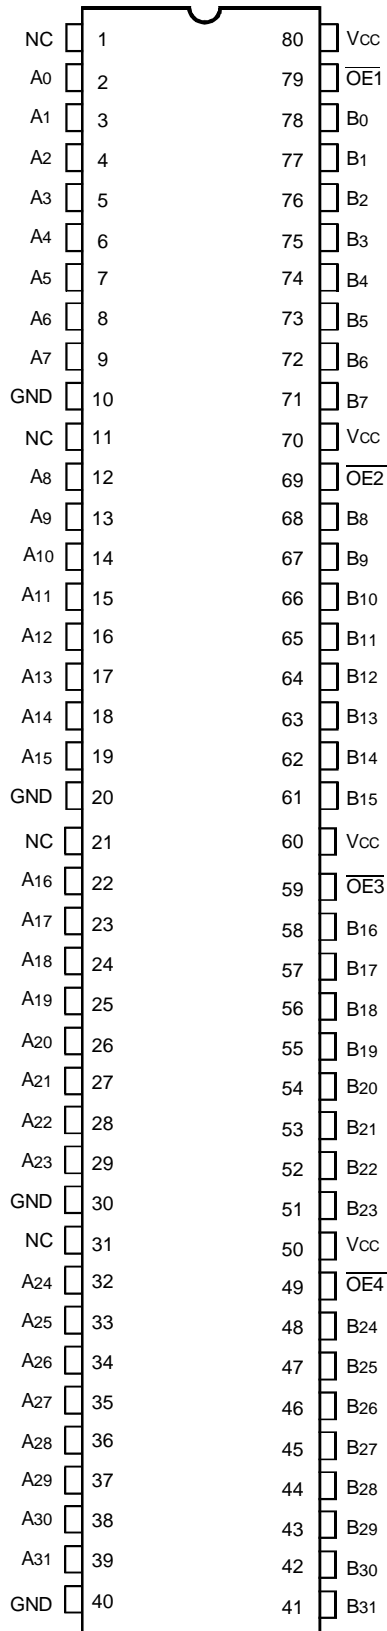 NC 1 80 VCC
A0 2 79 OE1
A1 3 78 B0
A2 4 77 B1
A3 5 76 B2
A4 6 75 B3
A5 7 74 B4
A6 8 73 B5
A7 9 72 B6
GND 10 71 B7
NC 11 70 VCC
A8 12 69 OE2
A9 13 68 B8
A10 14 67 B9
A11 15 66 B10
A12 16 65 B11
A13 17 64 B12
A14 18 63 B13
A15 19 62 B14
GND 20 61 B15
NC 21 60 VCC
A16 22 59 OE3
A17 23 58 B16
A18 24 57 B17
A19 25 56 B18
A20 26 55 B19
A21 27 54 B20
A22 28 53 B21
A23 29 52 B22
GND 30 51 B23
NC 31 50 VCC
A24 32 49 OE4
A25 33 48 B24
A26 34 47 B25
A27 35 46 B26
A28 36 45 B27
A29 37 44 B28
A30 38 43 B29
A31 39 42 B30
GND 40 41 B31